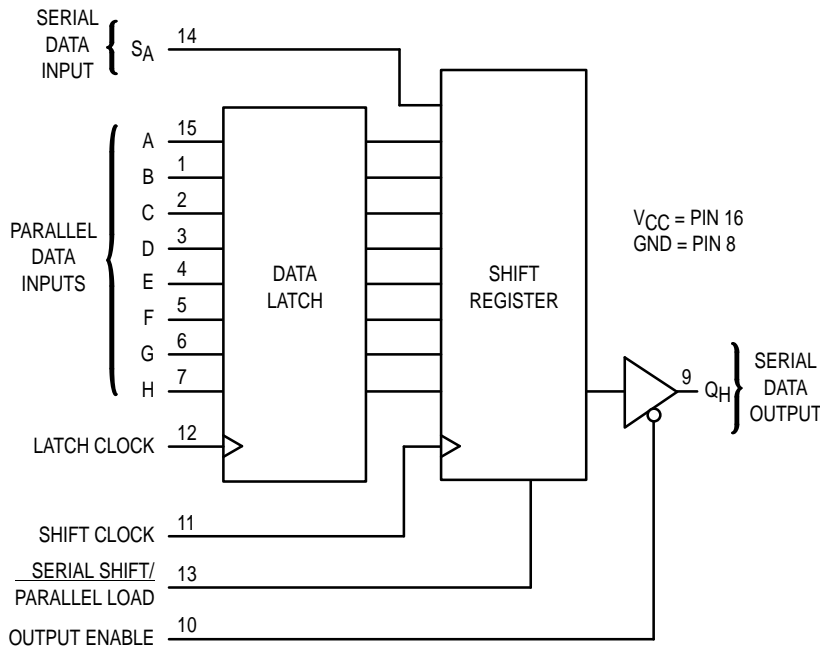 SERIAL
DATA
INPUT
SA
14
PARALLEL
DATA
INPUTS
A 15
B 1
C 2
D 3
E 4
F 5
G 6
H 7
DATA
LATCH
SHIFT
REGISTER
VCC = PIN 16
GND = PIN 8
9 QH
SERIAL
DATA
OUTPUT
LATCH CLOCK 12
SHIFT CLOCK 11
SERIAL SHIFT/
PARALLEL LOAD
13
OUTPUT ENABLE 10